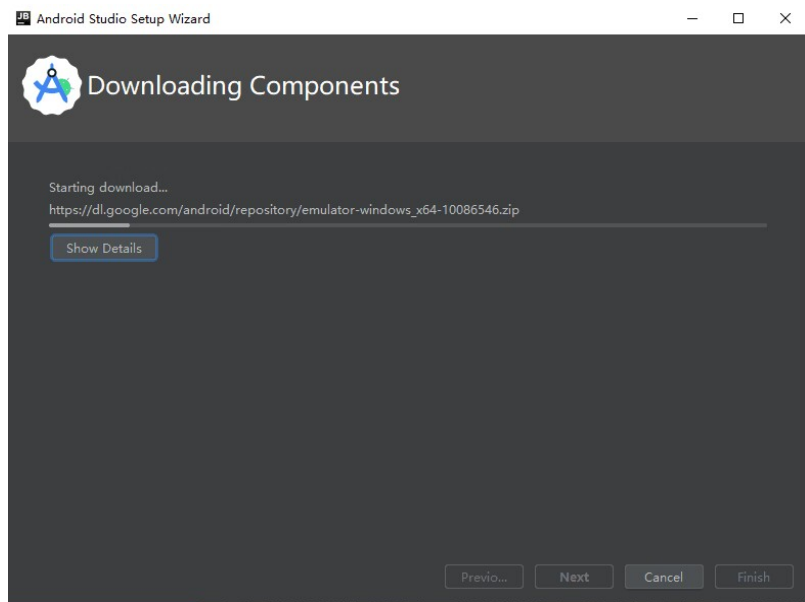 JB Android Studio Setup Wizard
Downloading Components
Starting download...
https://dl.google.com/android/repository/emulator-windows_x64-10086546.zip
Show Details
Previo... Next Cancel Finish